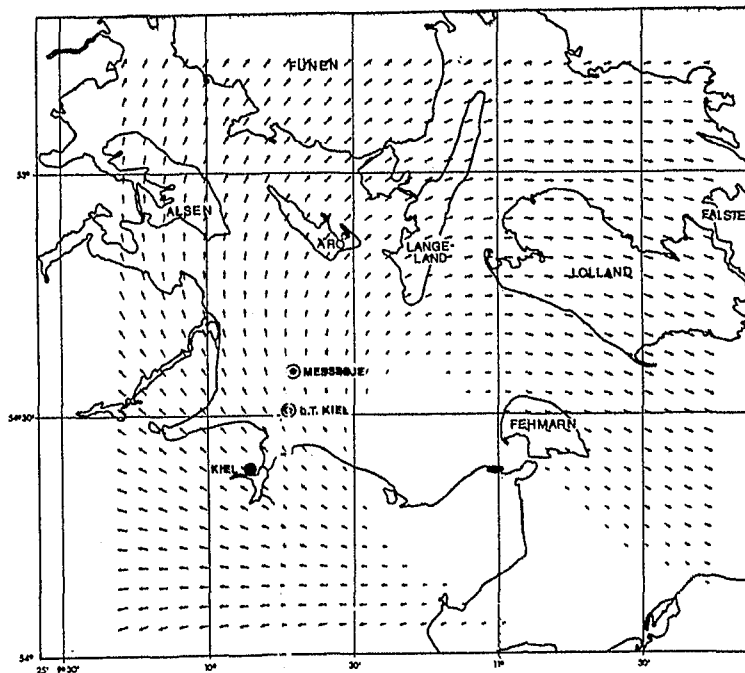 FÜNEN
55°
ALSEN
ÄRÖ
LANGE-
LAND
FALSTE
LOLLAND
MESSBOJE
54°30'
L.T. KIEL
FEHMARN
KIEL
54°
25' 9°30' 10° 30' 11° 30'